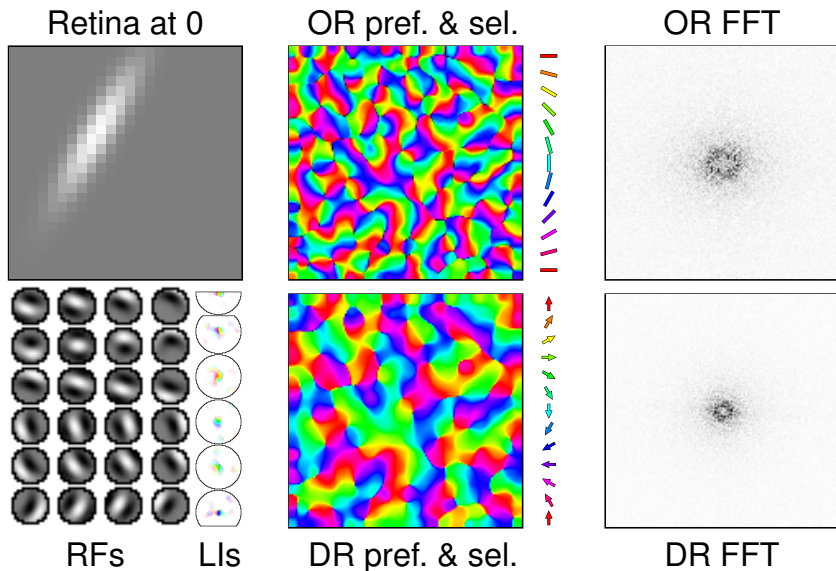 Retina at 0
OR pref. & sel.
OR FFT
RFs
LIs
DR pref. & sel.
DR FFT